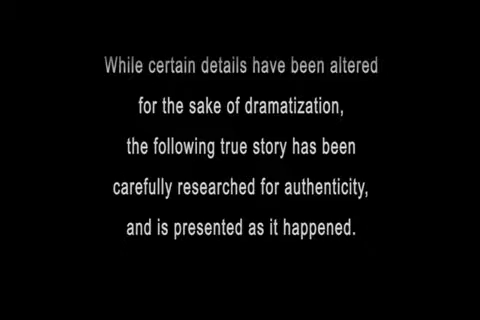 While certain details have been altered
for the sake of dramatization,
the following true story has been
carefully researched for authenticity,
and is presented as it happened.